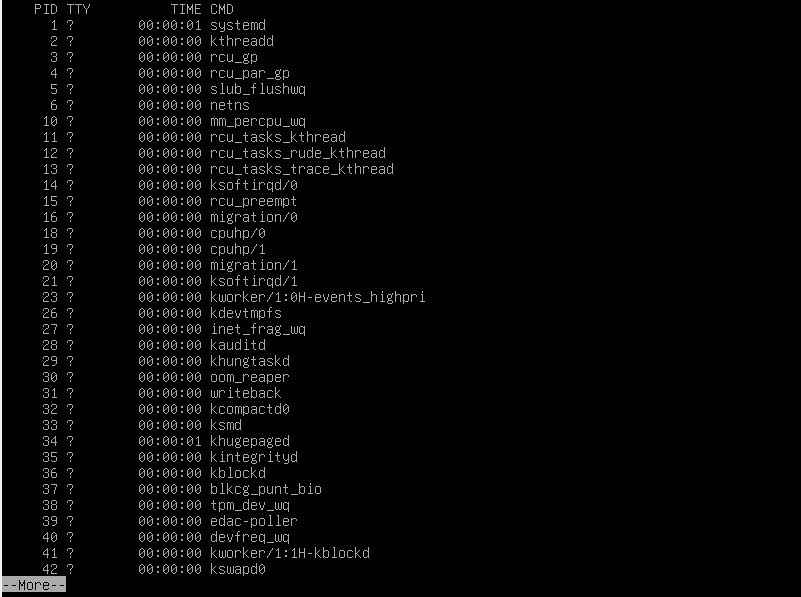 PID TTY          TIME CMD
1 ?        00:00:01 systemd
2 ?        00:00:00 kthreadd
3 ?        00:00:00 rcu_gp
4 ?        00:00:00 rcu_par_gp
5 ?        00:00:00 slub_flushwq
6 ?        00:00:00 netns
10 ?        00:00:00 mm_percpu_wq
11 ?        00:00:00 rcu_tasks_kthread
12 ?        00:00:00 rcu_tasks_rude_kthread
13 ?        00:00:00 rcu_tasks_trace_kthread
14 ?        00:00:00 ksoftirqd/0
15 ?        00:00:00 rcu_preempt
16 ?        00:00:00 migration/0
18 ?        00:00:00 cpuhp/0
19 ?        00:00:00 cpuhp/1
20 ?        00:00:00 migration/1
21 ?        00:00:00 ksoftirqd/1
23 ?        00:00:00 kworker/1:0H-events_highpri
26 ?        00:00:00 kdevtmpfs
27 ?        00:00:00 inet_frag_wq
28 ?        00:00:00 kauditd
29 ?        00:00:00 khungtaskd
30 ?        00:00:00 oom_reaper
31 ?        00:00:00 writeback
32 ?        00:00:00 kcompactd0
33 ?        00:00:00 ksmd
34 ?        00:00:01 khugepaged
35 ?        00:00:00 kintegrityd
36 ?        00:00:00 kblockd
37 ?        00:00:00 blkcg_punt_bio
38 ?        00:00:00 tpm_dev_wq
39 ?        00:00:00 edac-poller
40 ?        00:00:00 devfreq_wq
41 ?        00:00:00 kworker/1:1H-kblockd
42 ?        00:00:00 kswapd0
--More--